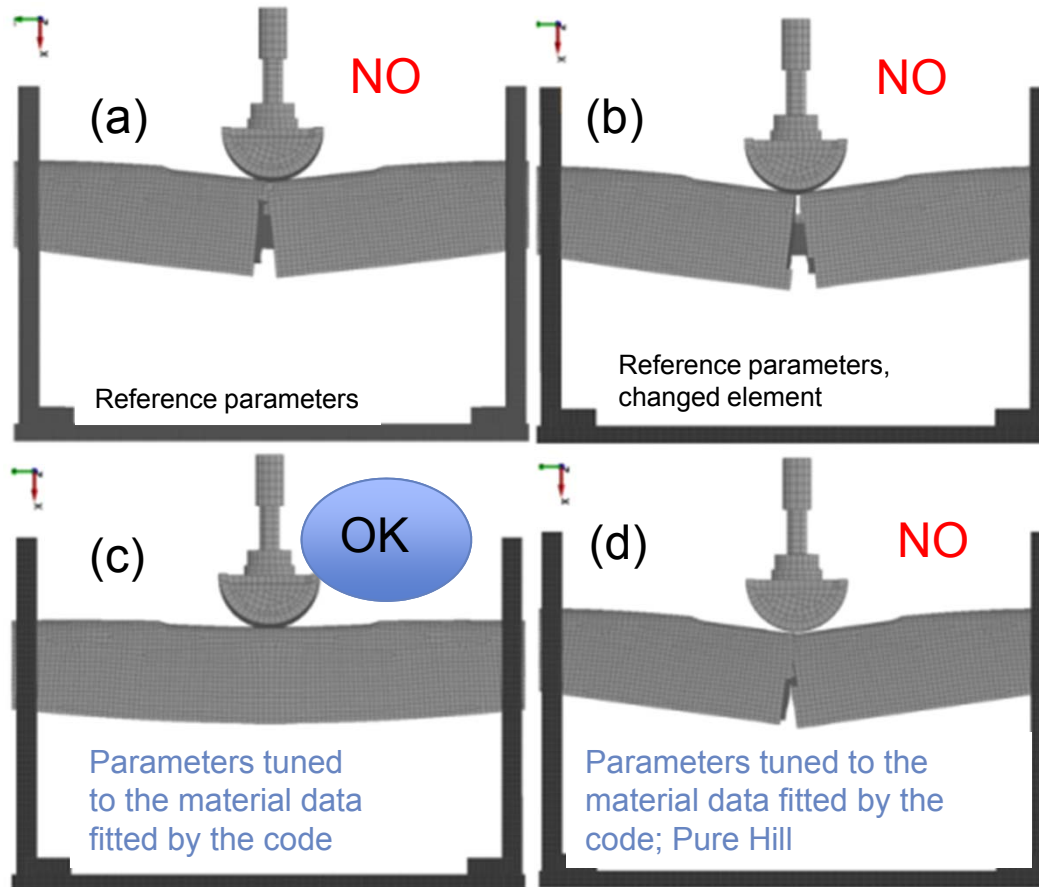 (a)
NO
Reference parameters
(b)
NO
Reference parameters,
changed element
(c)
OK
Parameters tuned
to the material data
fitted by the code
(d)
NO
Parameters tuned to the
material data fitted by the
code; Pure Hill